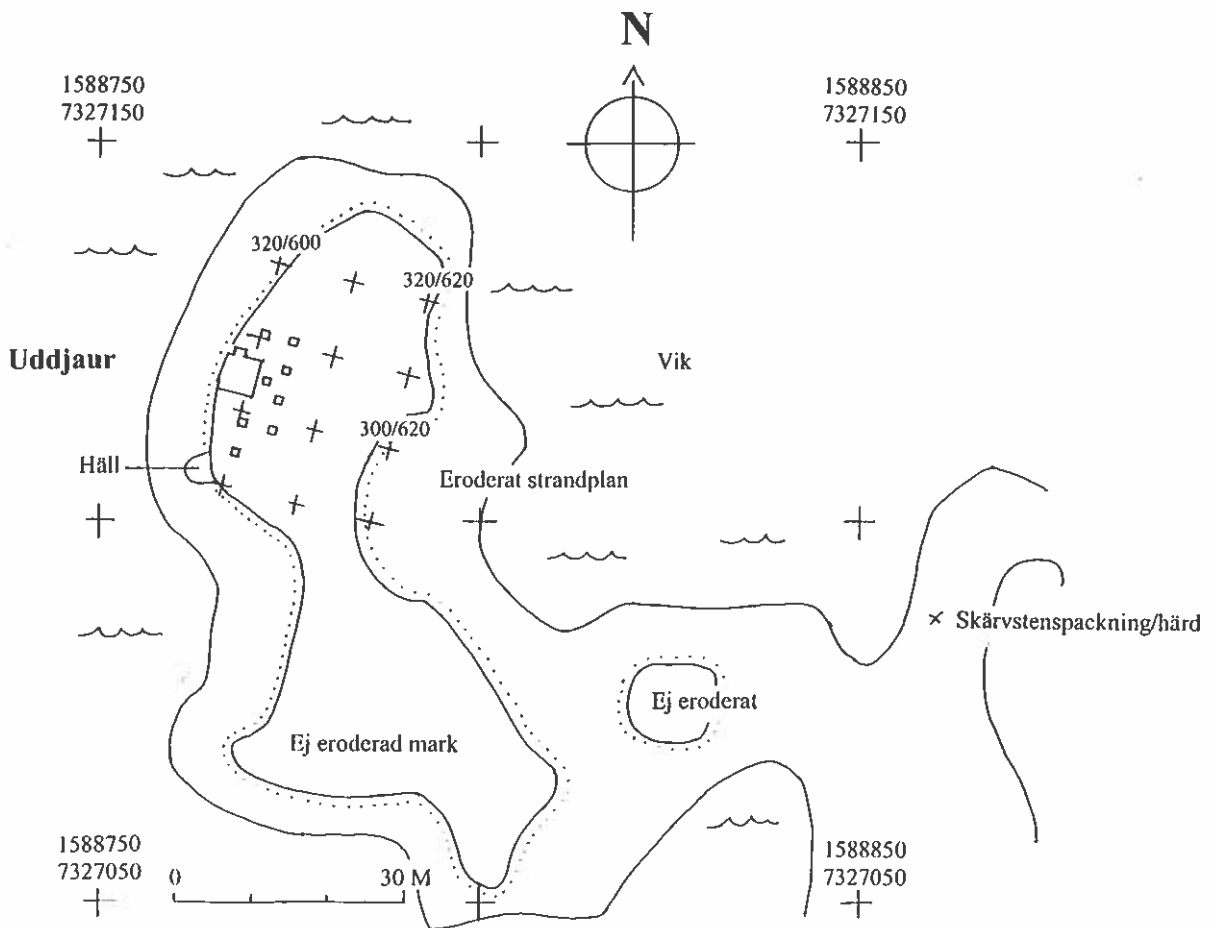 N
1588750
7327150
1588850
7327150
320/600
320/620
Uddjaur
Vik
300/620
Häll
Eroderat strandplan
Skärvstenspackning/härd
Ej eroderat
Ej eroderad mark
1588750
7327050
0 30 M
1588850
7327050